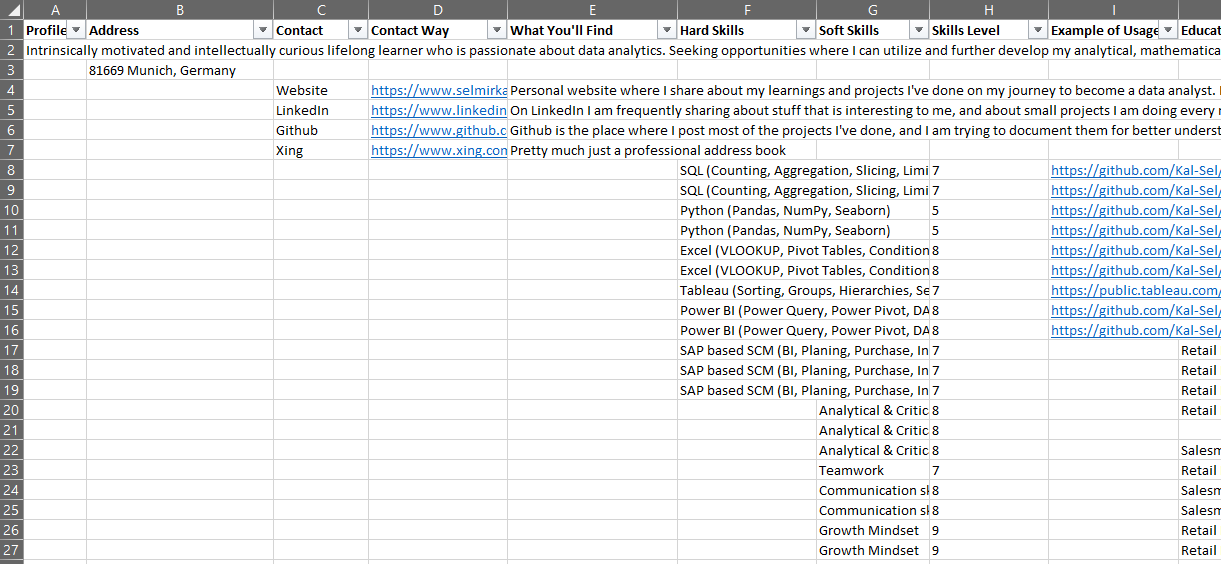 A B C D E F G H I
1 Profile Address Contact Contact Way What You'll Find Hard Skills Soft Skills Skills Level Example of Usage Educat
2 Intrinsically motivated and intellectually curious lifelong learner who is passionate about data analytics. Seeking opportunities where I can utilize and further develop my analytical, mathematica
3 81669 Munich, Germany
4 Website https://www.selmirka Personal website where I share about my learnings and projects I've done on my journey to become a data analyst.
5 LinkedIn https://www.linkedin On LinkedIn I am frequently sharing about stuff that is interesting to me, and about small projects I am doing every
6 Github https://www.github.c Github is the place where I post most of the projects I've done, and I am trying to document them for better underst
7 Xing https://www.xing.con Pretty much just a professional address book
8 SQL (Counting, Aggregation, Slicing, Limi 7 https://github.com/Kal-Sel/
9 SQL (Counting, Aggregation, Slicing, Limi 7 https://github.com/Kal-Sel/
10 Python (Pandas, NumPy, Seaborn) 5 https://github.com/Kal-Sel/
11 Python (Pandas, NumPy, Seaborn) 5 https://github.com/Kal-Sel/
12 Excel (VLOOKUP, Pivot Tables, Condition 8 https://github.com/Kal-Sel/
13 Excel (VLOOKUP, Pivot Tables, Condition 8 https://github.com/Kal-Sel/
14 Tableau (Sorting, Groups, Hierarchies, Se 7 https://public.tableau.com/
15 Power BI (Power Query, Power Pivot, DA 8 https://github.com/Kal-Sel/
16 Power BI (Power Query, Power Pivot, DA 8 https://github.com/Kal-Sel/
17 SAP based SCM (BI, Planing, Purchase, In 7 Retail
18 SAP based SCM (BI, Planing, Purchase, In 7 Retail
19 SAP based SCM (BI, Planing, Purchase, In 7 Retail
20 Analytical & Critic 8 Retail
21 Analytical & Critic 8
22 Analytical & Critic 8 Salesm
23 Teamwork 7 Retail
24 Communication sk 8 Salesm
25 Communication sk 8 Salesm
26 Growth Mindset 9 Retail
27 Growth Mindset 9 Retail